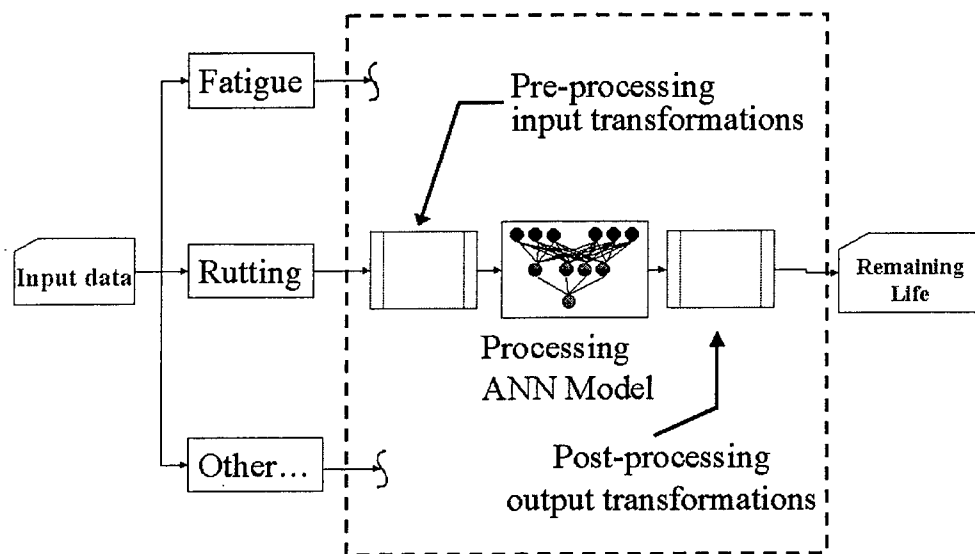 Fatigue
Pre-processing
input transformations
Input data
Rutting
Remaining
Life
Processing
ANN Model
Other...
Post-processing
output transformations